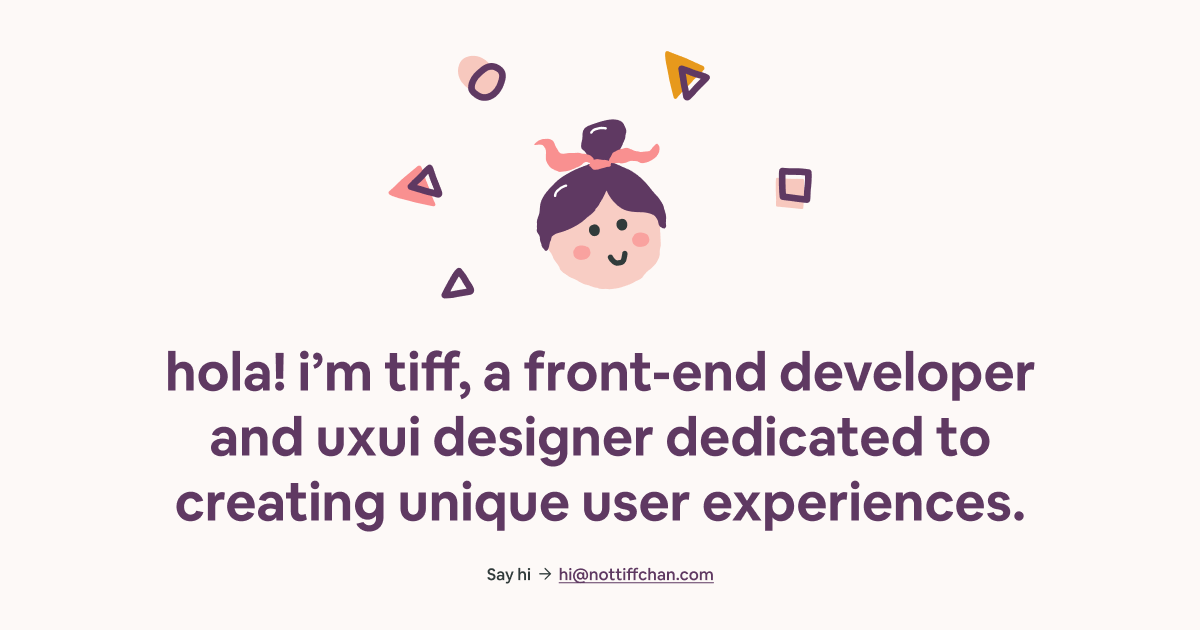 hola! i’m tiff, a front-end developer
and uxui designer dedicated to
creating unique user experiences.
Say hi → hi@nottiffchan.com